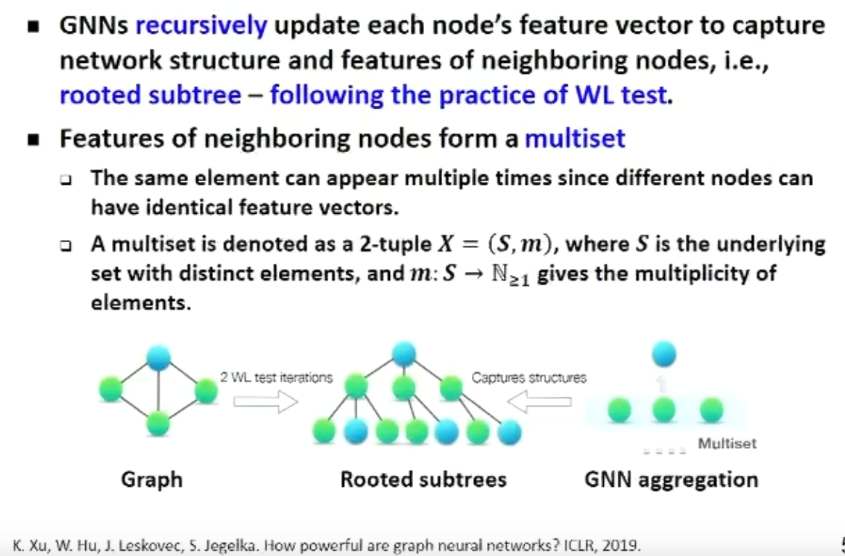 ▪ GNNs recursively update each node's feature vector to capture
network structure and features of neighboring nodes, i.e.,
rooted subtree – following the practice of WL test.
▪ Features of neighboring nodes form a multiset
❑ The same element can appear multiple times since different nodes can
have identical feature vectors.
❑ A multiset is denoted as a 2-tuple X = (S, m), where S is the underlying
set with distinct elements, and m: S → ℕ≥1 gives the multiplicity of
elements.
2 WL test iterations
Captures structures
Multiset
Graph
Rooted subtrees
GNN aggregation
K. Xu, W. Hu, J. Leskovec, S. Jegelka. How powerful are graph neural networks? ICLR, 2019.